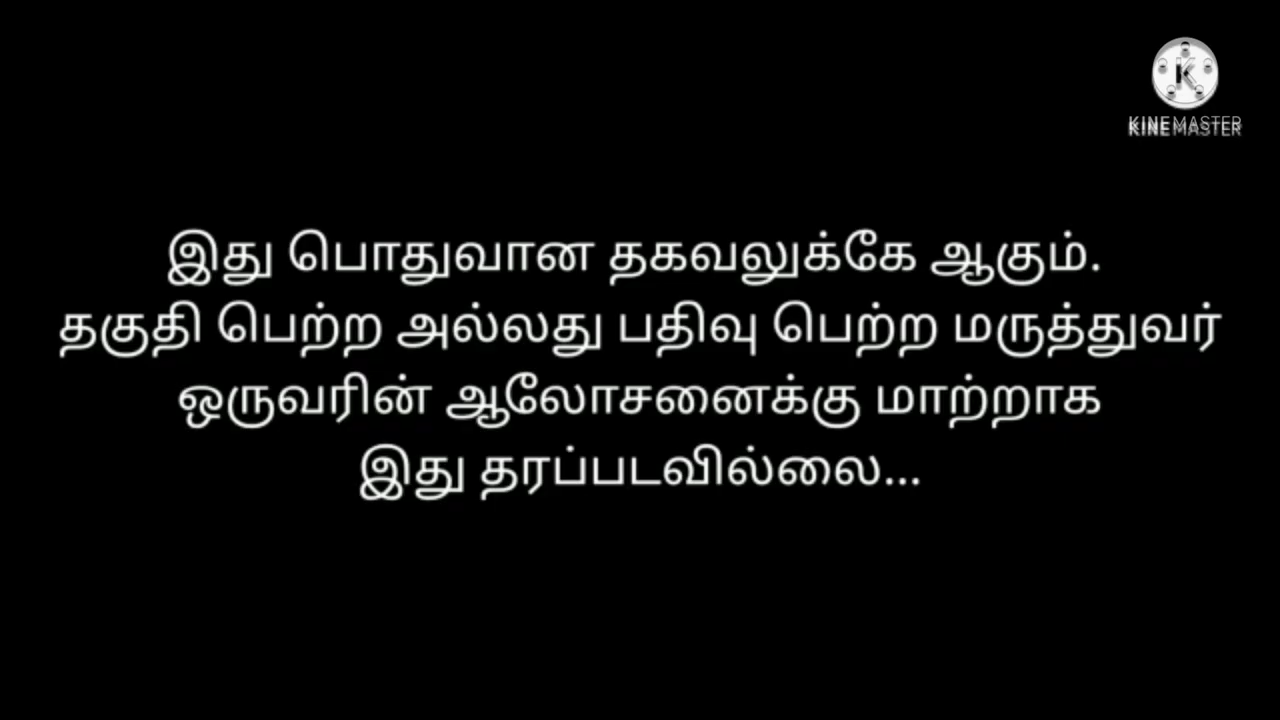 KINEMASTER
இது பொதுவான தகவலுக்கே ஆகும்.
தகுதி பெற்ற அல்லது பதிவு பெற்ற மருத்துவர்
ஒருவரின் ஆலோசனைக்கு மாற்றாக
இது தரப்படவில்லை...